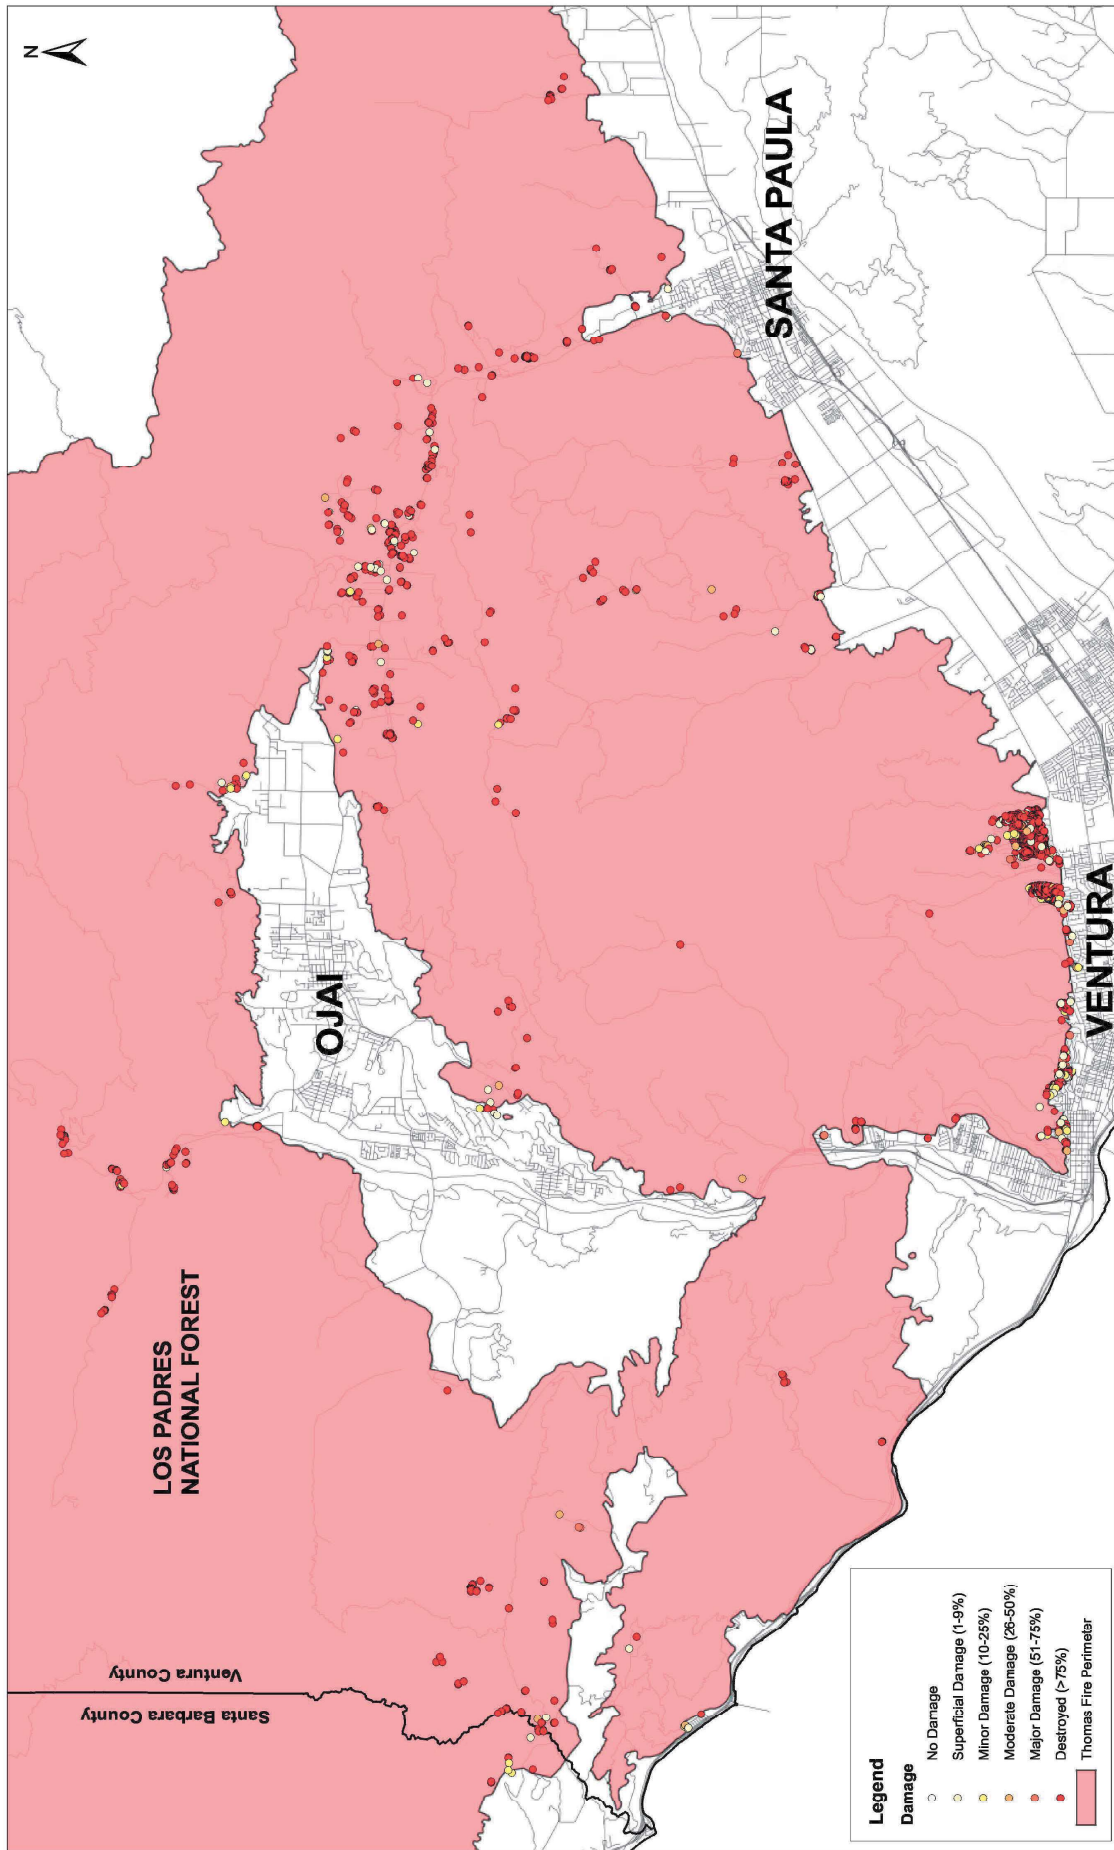 N
LOS PADRES
NATIONAL FOREST
OJAI
SANTA PAULA
VENTURA
Santa Barbara County
Ventura County
Legend
Damage
No Damage
Superficial Damage (1-9%)
Minor Damage (10-25%)
Moderate Damage (26-50%)
Major Damage (51-75%)
Destroyed (>75%)
Thomas Fire Perimeter